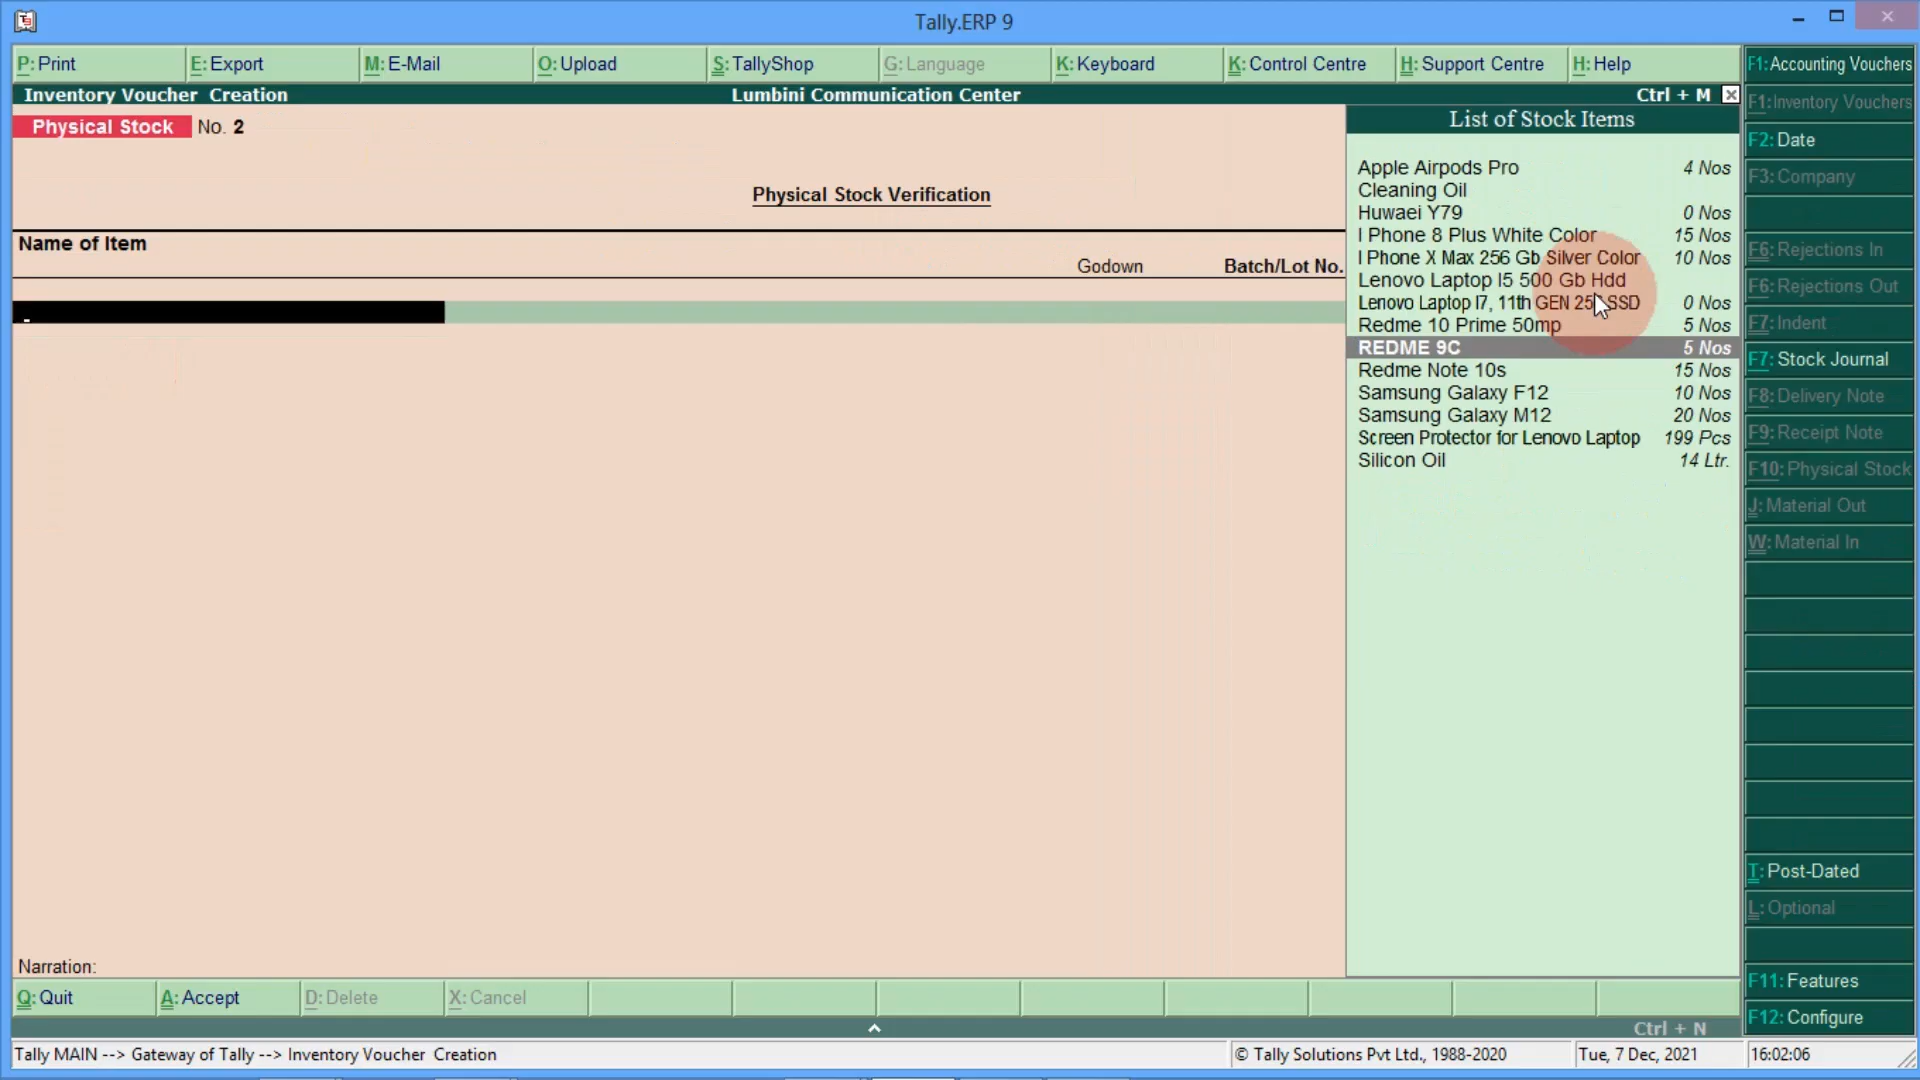 Tally.ERP 9
P: Print E: Export M: E-Mail O: Upload S: TallyShop G: Language K: Keyboard K: Control Centre H: Support Centre H: Help
Inventory Voucher Creation Lumbini Communication Center Ctrl + M
Physical Stock No. 2
Physical Stock Verification
Name of Item
Godown Batch/Lot No.
List of Stock Items
Apple Airpods Pro 4 Nos
Cleaning Oil
Huwaei Y79 0 Nos
I Phone 8 Plus White Color 15 Nos
I Phone X Max 256 Gb Silver Color 10 Nos
Lenovo Laptop I5 500 Gb Hdd
Lenovo Laptop I7, 11th GEN SSD 0 Nos
Redme 10 Prime 50mp 5 Nos
REDME 9C 5 Nos
Redme Note 10s 15 Nos
Samsung Galaxy F12 10 Nos
Samsung Galaxy M12 20 Nos
Screen Protector for Lenovo Laptop 199 Pcs
Silicon Oil 14 Ltr.
F1: Accounting Vouchers
F1: Inventory Vouchers
F2: Date
F3: Company
F6: Rejections In
F6: Rejections Out
F7: Indent
F7: Stock Journal
F8: Delivery Note
F9: Receipt Note
F10: Physical Stock
J: Material Out
W: Material In
T: Post-Dated
L: Optional
F11: Features
F12: Configure
Narration:
Q: Quit A: Accept D: Delete X: Cancel
Ctrl + N
Tally MAIN --> Gateway of Tally --> Inventory Voucher Creation © Tally Solutions Pvt Ltd., 1988-2020 Tue, 7 Dec, 2021 16:02:06